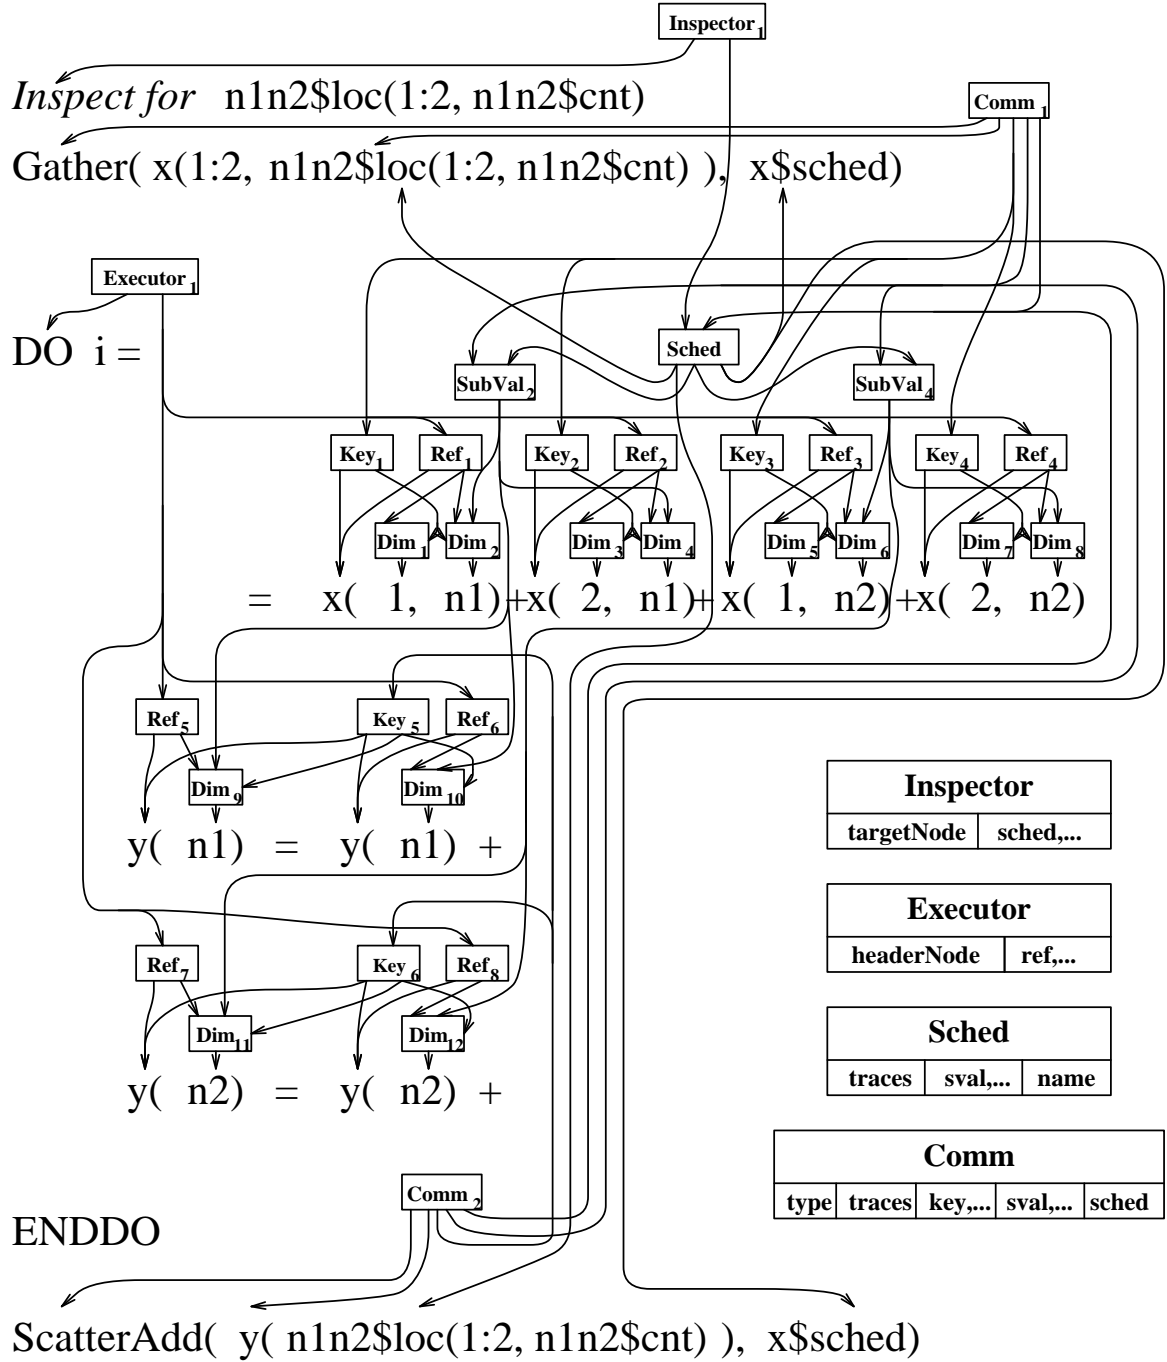 Inspector1
Inspect for n1n2$loc(1:2, n1n2$cnt)
Comm1
Gather( x(1:2, n1n2$loc(1:2, n1n2$cnt) ), x$sched)
Executor1
DO i =
Sched
SubVal2 SubVal4
Key1 Ref1 Key2 Ref2 Key3 Ref3 Key4 Ref4
Dim1 Dim2 Dim3 Dim4 Dim5 Dim6 Dim7 Dim8
= x( 1, n1)+x( 2, n1)+x( 1, n2)+x( 2, n2)
Ref5 Key5 Ref6
Dim9 Dim10
y( n1) = y( n1) +
Ref7 Key6 Ref8
Dim11 Dim12
y( n2) = y( n2) +
Inspector
targetNode sched,...
Executor
headerNode ref,...
Sched
traces sval,... name
Comm
type traces key,... sval,... sched
Comm2
ENDDO
ScatterAdd( y( n1n2$loc(1:2, n1n2$cnt) ), x$sched)